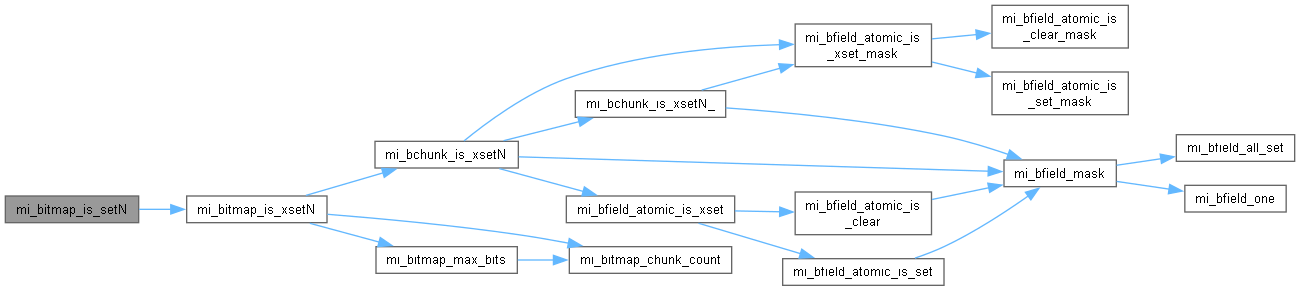 mi_bitmap_is_setN
mi_bitmap_is_xsetN
mi_bchunk_is_xsetN
mi_bitmap_max_bits
mi_bchunk_is_xsetN_
mi_bfield_atomic_is_xset
mi_bitmap_chunk_count
mi_bfield_atomic_is
_xset_mask
mi_bfield_atomic_is
_clear
mi_bfield_atomic_is_set
mi_bfield_atomic_is
_clear_mask
mi_bfield_atomic_is
_set_mask
mi_bfield_mask
mi_bfield_all_set
mi_bfield_one